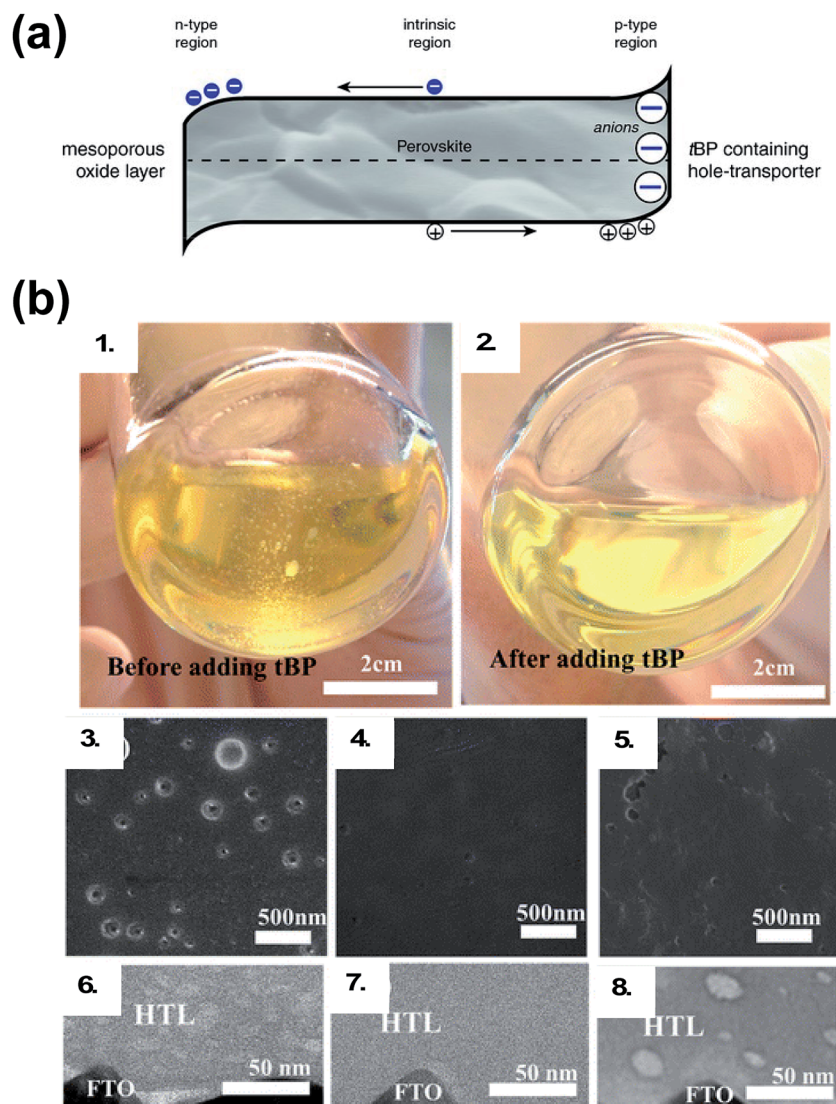 (a)
n-type
region
intrinsic
region
p-type
region
mesoporous
oxide layer
Perovskite
anions
tBP containing
hole-transporter
(b)
1.
Before adding tBP
2cm
2.
After adding tBP
2cm
3.
500nm
4.
500nm
5.
500nm
6.
HTL
FTO
50 nm
7.
HTL
FTO
50 nm
8.
HTL
FTO
50 nm